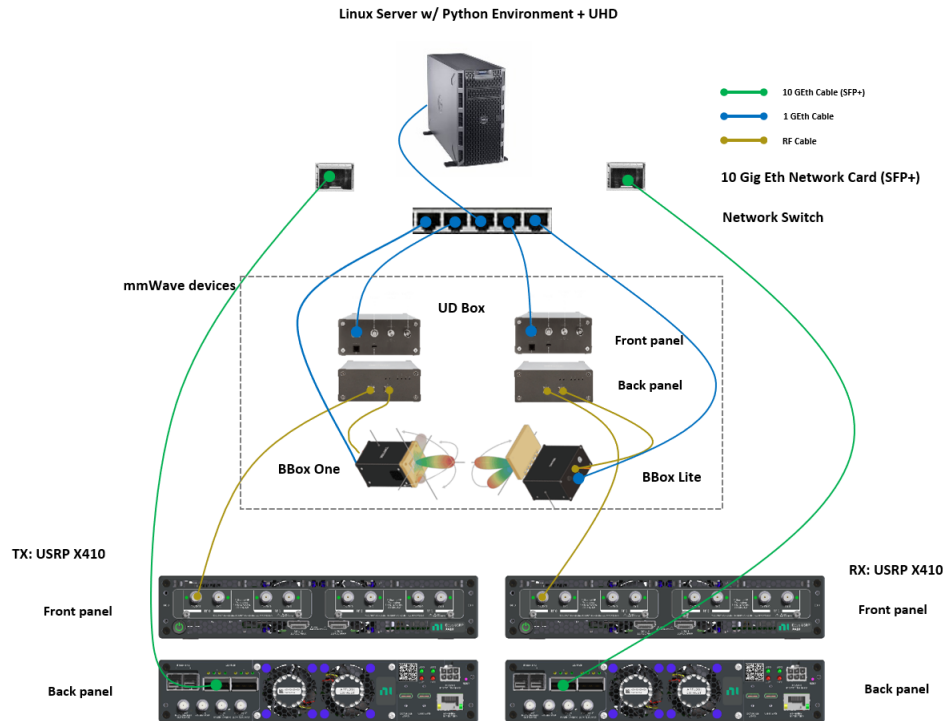 Linux Server w/ Python Environment + UHD
10 GEth Cable (SFP+)
1 GEth Cable
RF Cable
10 Gig Eth Network Card (SFP+)
Network Switch
mmWave devices
UD Box
Front panel
Back panel
BBox One
BBox Lite
TX: USRP X410
RX: USRP X410
Front panel
Front panel
Back panel
Back panel